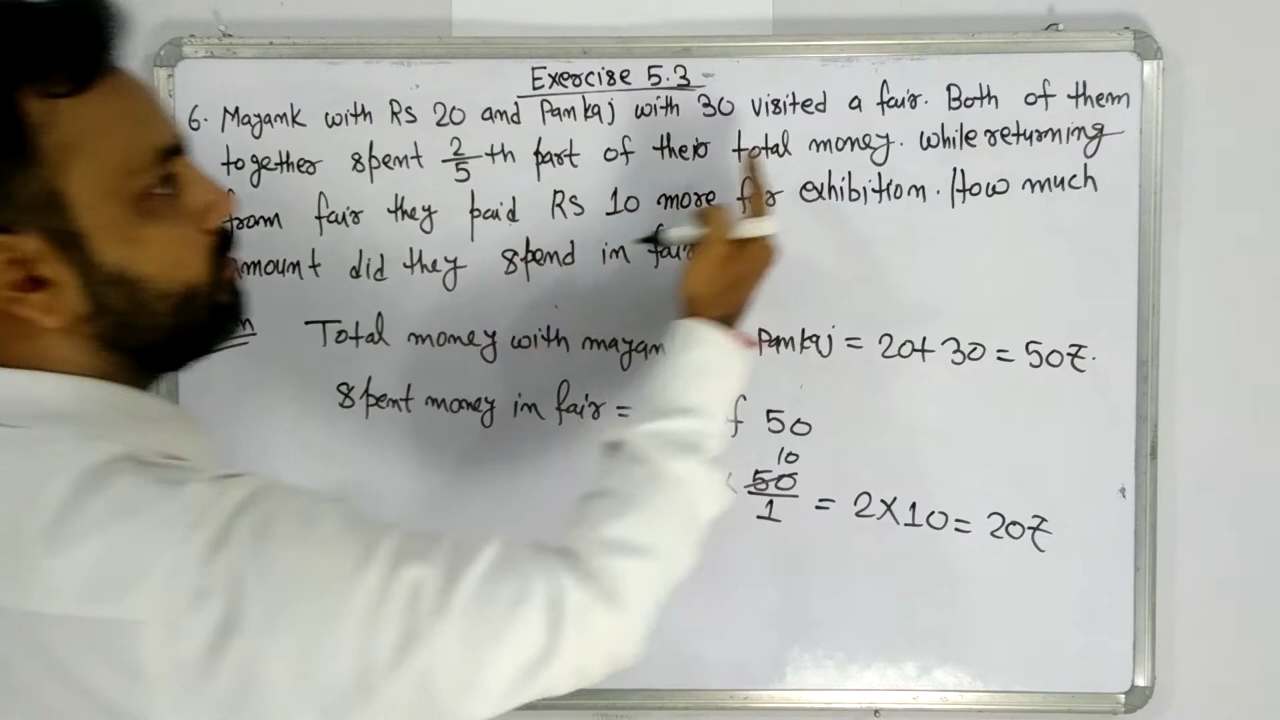 Exercise 5.3
6. Mayank with Rs 20 and Pankaj with 30 visited a fair. Both of them
together spent 2/5 th part of their total money. while returning
from fair they paid Rs 10 more for exhibition. How much
amount did they spend in fair
Total money with mayan Pankaj = 20+30 = 50₹.
Spent money in fair = f 50
10
50/1 = 2×10 = 20₹